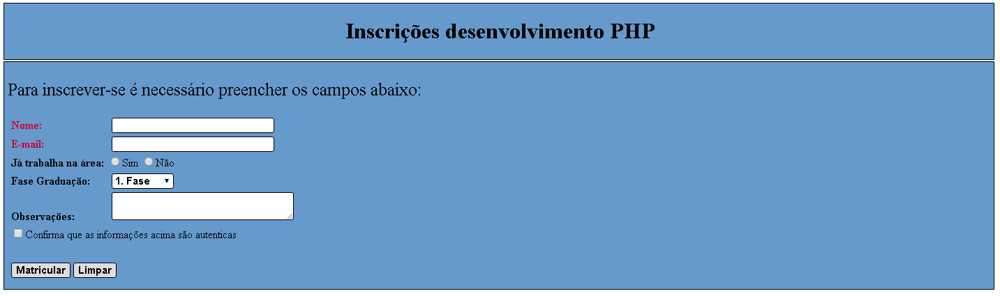 Inscrições desenvolvimento PHP
Para inscrever-se é necessário preencher os campos abaixo:
Nome:
E-mail:
Já trabalha na área: Sim Não
Fase Graduação: 1. Fase
Observações:
Confirma que as informações acima são autenticas
Matricular Limpar